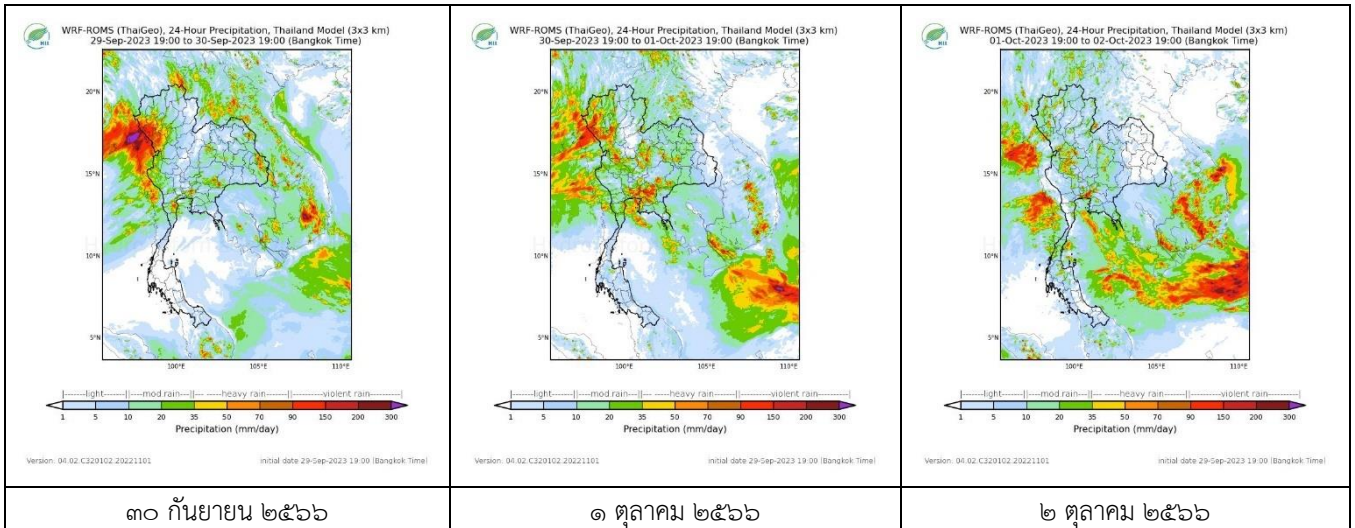 WRF-ROMS (ThaiGeo), 24-Hour Precipitation, Thailand Model (3x3 km)
29-Sep-2023 19:00 to 30-Sep-2023 19:00 (Bangkok Time)
HII
20°N
15°N
10°N
5°N
100°E 105°E 110°E
|-------light-----||----mod rain---||--- ----heavy rain------||------violent rain--------|
1 5 10 20 35 50 70 90 150 200 300
Precipitation (mm/day)
Version: 04.02.C320102.20221101 initial date 29-Sep-2023 19:00 (Bangkok Time)
๓๐ กันยายน ๒๕๖๖
WRF-ROMS (ThaiGeo), 24-Hour Precipitation, Thailand Model (3x3 km)
30-Sep-2023 19:00 to 01-Oct-2023 19:00 (Bangkok Time)
HII
20°N
15°N
10°N
5°N
100°E 105°E 110°E
|-------light-----||----mod rain---||--- ----heavy rain------||------violent rain--------|
1 5 10 20 35 50 70 90 150 200 300
Precipitation (mm/day)
Version: 04.02.C320102.20221101 initial date 29-Sep-2023 19:00 (Bangkok Time)
๑ ตุลาคม ๒๕๖๖
WRF-ROMS (ThaiGeo), 24-Hour Precipitation, Thailand Model (3x3 km)
01-Oct-2023 19:00 to 02-Oct-2023 19:00 (Bangkok Time)
HII
20°N
15°N
10°N
5°N
100°E 105°E 110°E
|-------light-----||----mod rain---||--- ----heavy rain------||------violent rain--------|
1 5 10 20 35 50 70 90 150 200 300
Precipitation (mm/day)
Version: 04.02.C320102.20221101 initial date 29-Sep-2023 19:00 (Bangkok Time)
๒ ตุลาคม ๒๕๖๖